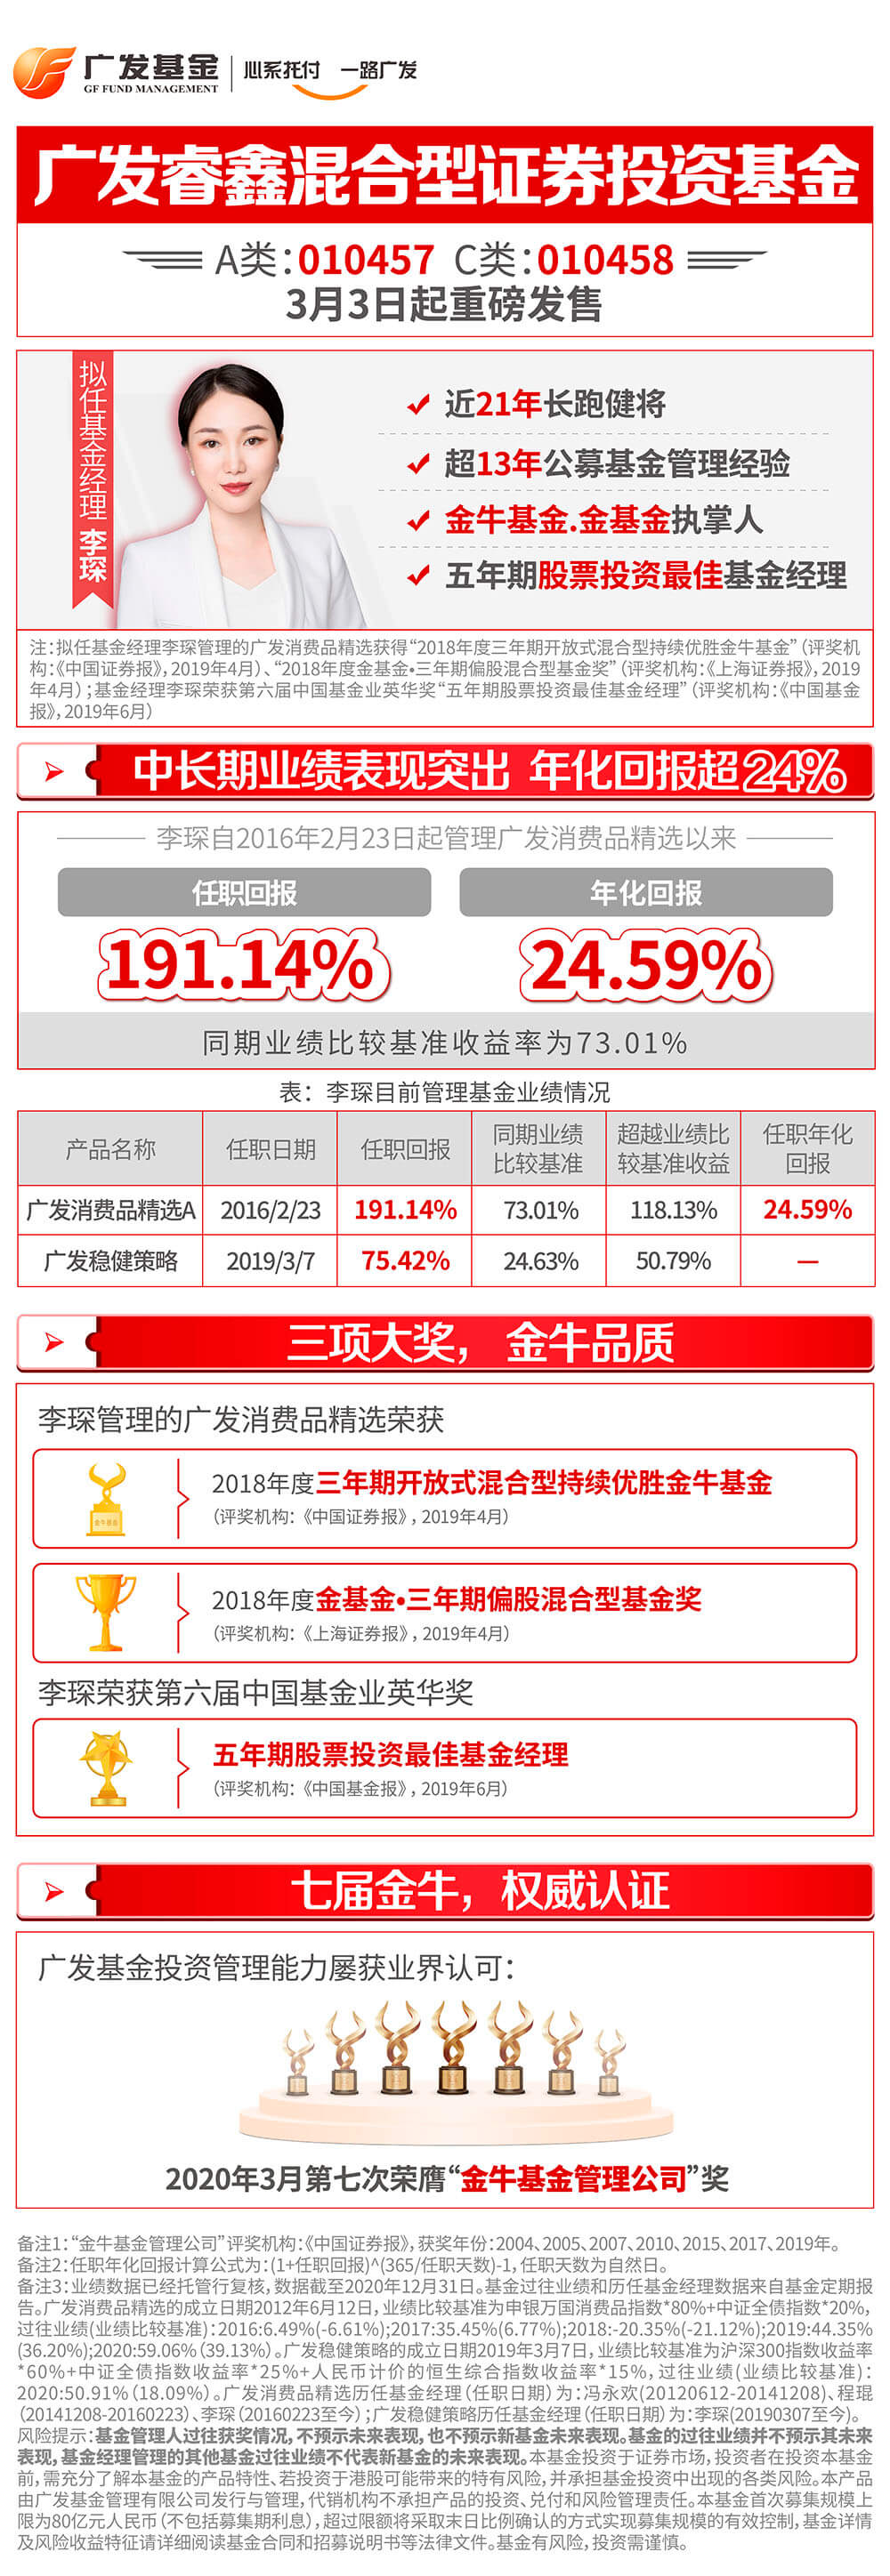 广发基金
GF FUND MANAGEMENT
心系托付 一路广发
广发睿鑫混合型证券投资基金
A类:010457 C类:010458
3月3日起重磅发售
拟任基金经理 李琛
近21年长跑健将
超13年公募基金管理经验
金牛基金.金基金执掌人
五年期股票投资最佳基金经理
注:拟任基金经理李琛管理的广发消费品精选获得“2018年度三年期开放式混合型持续优胜金牛基金”(评奖机
构:《中国证券报》,2019年4月)、“2018年度金基金•三年期偏股混合型基金奖”(评奖机构:《上海证券报》,2019
年4月);基金经理李琛荣获第六届中国基金业英华奖“五年期股票投资最佳基金经理”(评奖机构:《中国基金
报》,2019年6月)
中长期业绩表现突出 年化回报超24%
李琛自2016年2月23日起管理广发消费品精选以来
任职回报 年化回报
191.14% 24.59%
同期业绩比较基准收益率为73.01%
表: 李琛目前管理基金业绩情况
产品名称 任职日期 任职回报 同期业绩比较基准 超越业绩比较基准收益 任职年化回报
广发消费品精选A 2016/2/23 191.14% 73.01% 118.13% 24.59%
广发稳健策略 2019/3/7 75.42% 24.63% 50.79% —
三项大奖, 金牛品质
李琛管理的广发消费品精选荣获
金牛基金
2018年度三年期开放式混合型持续优胜金牛基金
(评奖机构:《中国证券报》,2019年4月)
2018年度金基金•三年期偏股混合型基金奖
(评奖机构:《上海证券报》,2019年4月)
李琛荣获第六届中国基金业英华奖
五年期股票投资最佳基金经理
(评奖机构:《中国基金报》,2019年6月)
七届金牛, 权威认证
广发基金投资管理能力屡获业界认可:
2020年3月第七次荣膺“金牛基金管理公司”奖
备注1:“金牛基金管理公司”评奖机构:《中国证券报》,获奖年份:2004、2005、2007、2010、2015、2017、2019年。
备注2:任职年化回报计算公式为:(1+任职回报)^(365/任职天数)-1,任职天数为自然日。
备注3:业绩数据已经托管行复核,数据截至2020年12月31日。基金过往业绩和历任基金经理数据来自基金定期报
告。广发消费品精选的成立日期2012年6月12日,业绩比较基准为申银万国消费品指数*80%+中证全债指数*20%,
过往业绩(业绩比较基准):2016:6.49%(-6.61%);2017:35.45%(6.77%);2018:-20.35%(-21.12%);2019:44.35%
(36.20%);2020:59.06%(39.13%)。广发稳健策略的成立日期2019年3月7日,业绩比较基准为沪深300指数收益率
*60%+中证全债指数收益率*25%+人民币计价的恒生综合指数收益率*15%,过往业绩(业绩比较基准):
2020:50.91%(18.09%)。广发消费品精选历任基金经理(任职日期)为:冯永欢(20120612-20141208)、程琨
(20141208-20160223)、李琛(20160223至今);广发稳健策略历任基金经理(任职日期)为:李琛(20190307至今)。
风险提示:基金管理人过往获奖情况,不预示未来表现,也不预示新基金未来表现。基金的过往业绩并不预示其未来
表现,基金经理管理的其他基金过往业绩不代表新基金的未来表现。本基金投资于证券市场,投资者在投资本基金
前,需充分了解本基金的产品特性、若投资于港股可能带来的特有风险,并承担基金投资中出现的各类风险。本产品
由广发基金管理有限公司发行与管理,代销机构不承担产品的投资、兑付和风险管理责任。本基金首次募集规模上
限为80亿元人民币(不包括募集期利息),超过限额将采取末日比例确认的方式实现募集规模的有效控制,基金详情
及风险收益特征请详细阅读基金合同和招募说明书等法律文件。基金有风险,投资需谨慎。